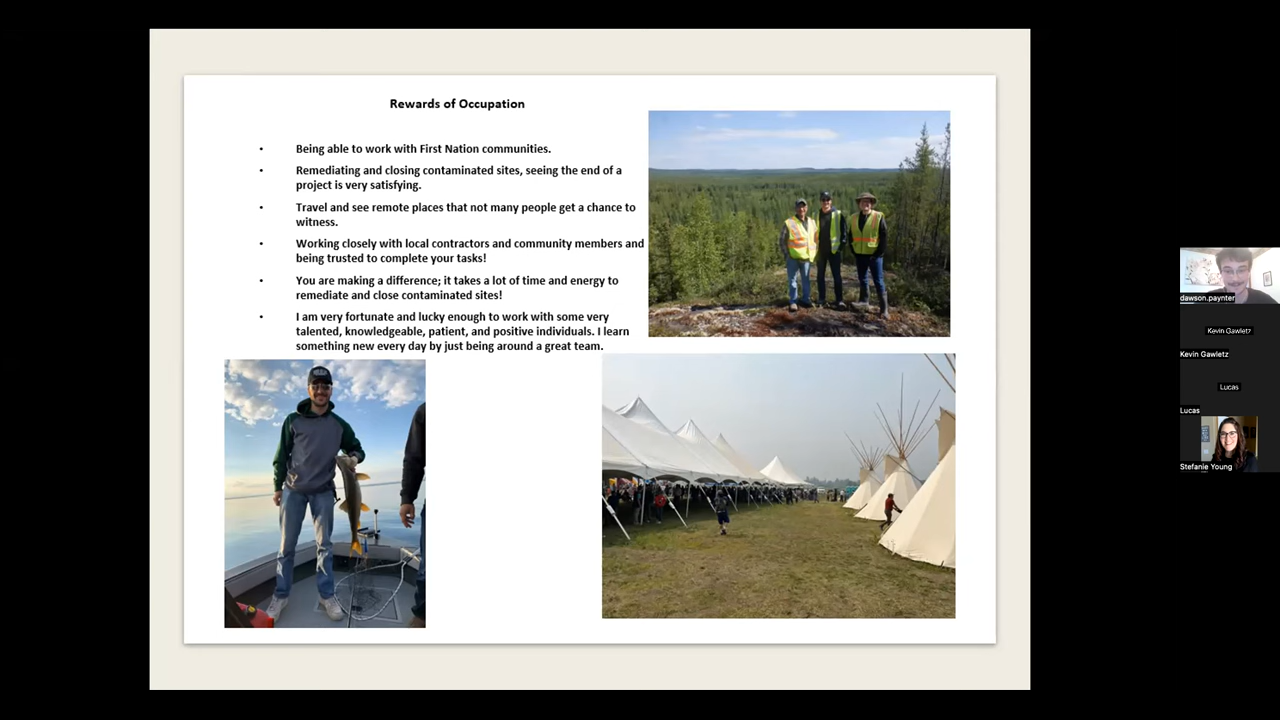 Rewards of Occupation
• Being able to work with First Nation communities.
• Remediating and closing contaminated sites, seeing the end of a
project is very satisfying.
• Travel and see remote places that not many people get a chance to
witness.
• Working closely with local contractors and community members and
being trusted to complete your tasks!
• You are making a difference; it takes a lot of time and energy to
remediate and close contaminated sites!
• I am very fortunate and lucky enough to work with some very
talented, knowledgeable, patient, and positive individuals. I learn
something new every day by just being around a great team.
dawson.paynter
Kevin Gawletz
Kevin Gawletz
Lucas
Lucas
Stefanie Young